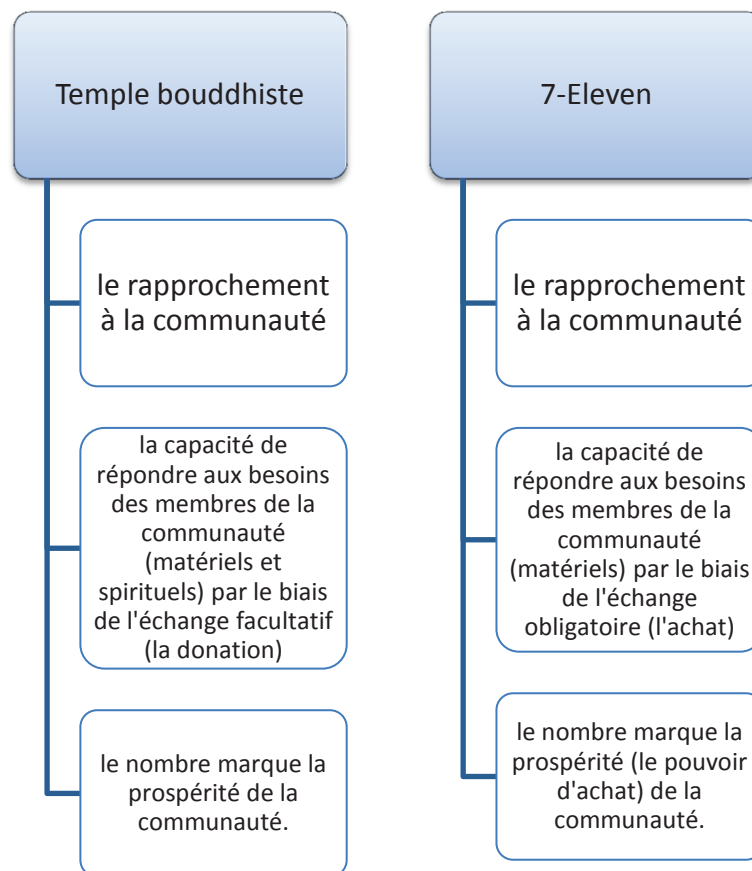 Temple bouddhiste
le rapprochement
à la communauté
la capacité de
répondre aux besoins
des membres de la
communauté
(matériels et
spirituels) par le biais
de l'échange facultatif
(la donation)
le nombre marque la
prospérité de la
communauté.
7-Eleven
le rapprochement
à la communauté
la capacité de
répondre aux besoins
des membres de la
communauté
(matériels) par le biais
de l'échange
obligatoire (l'achat)
le nombre marque la
prospérité (le pouvoir
d'achat) de la
communauté.